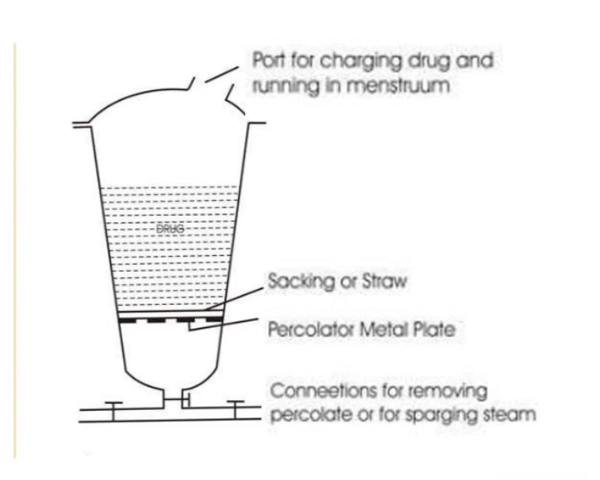 Port for charging drug and
running in menstruum
DRUG
Sacking or Straw
Percolator Metal Plate
Conneetions for removing
percolate or for sparging steam